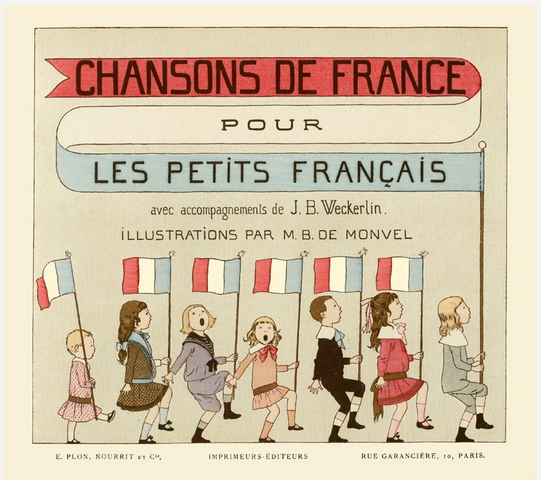 CHANSONS DE FRANCE
POUR
LES PETITS FRANÇAIS
avec accompagnements de J. B. Weckerlin.
ILLUSTRATIONS PAR M. B. DE MONVEL
E. PLON, NOURRIT ET Cie, IMPRIMEURS-ÉDITEURS RUE GARANCIÈRE, 10, PARIS.